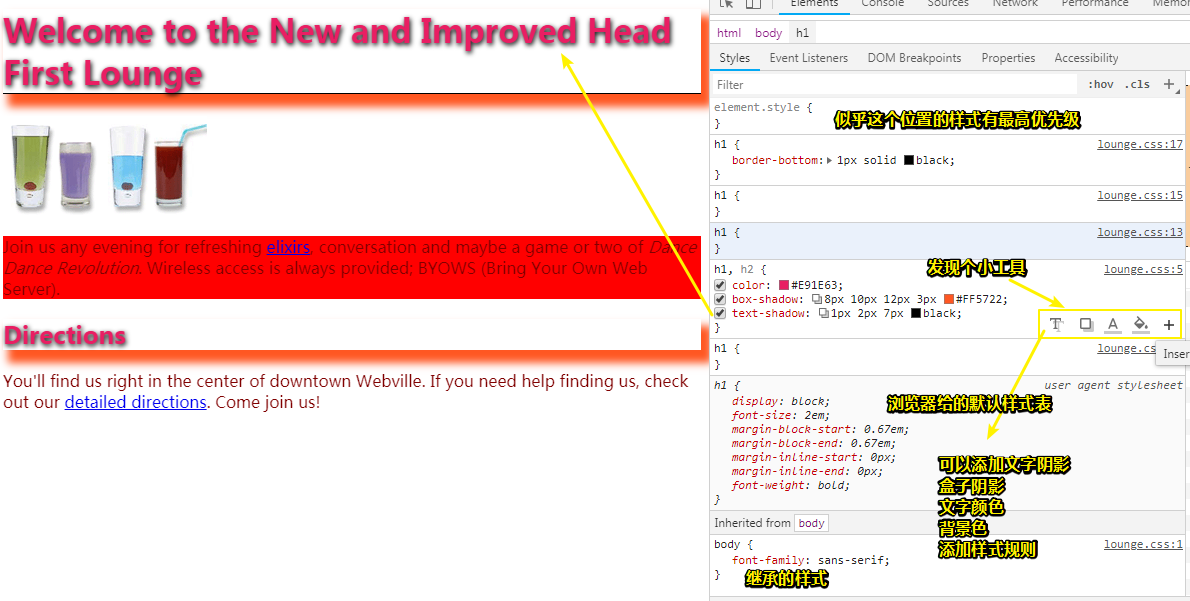 Welcome to the New and Improved Head
First Lounge
Join us any evening for refreshing elixirs, conversation and maybe a game or two of Dance
Dance Revolution. Wireless access is always provided; BYOWS (Bring Your Own Web
Server).
Directions
You'll find us right in the center of downtown Webville. If you need help finding us, check
out our detailed directions. Come join us!
Elements Console Sources Network Performance Memor
html body h1
Styles Event Listeners DOM Breakpoints Properties Accessibility
Filter :hov .cls +
element.style {
}
似乎这个位置的样式有最高优先级
h1 { lounge.css:17
border-bottom: 1px solid black;
}
h1 { lounge.css:15
}
h1 { lounge.css:13
}
h1, h2 { lounge.css:5
发现个小工具
color: #E91E63;
box-shadow: 8px 10px 12px 3px #FF5722;
text-shadow: 1px 2px 7px black;
}
h1 { lounge.cs
Inser
}
h1 { user agent stylesheet
display: block;
浏览器给的默认样式表
font-size: 2em;
margin-block-start: 0.67em;
margin-block-end: 0.67em;
margin-inline-start: 0px;
margin-inline-end: 0px;
font-weight: bold;
}
可以添加文字阴影
盒子阴影
文字颜色
背景色
添加样式规则
Inherited from body
body { lounge.css:1
font-family: sans-serif;
}
继承的样式